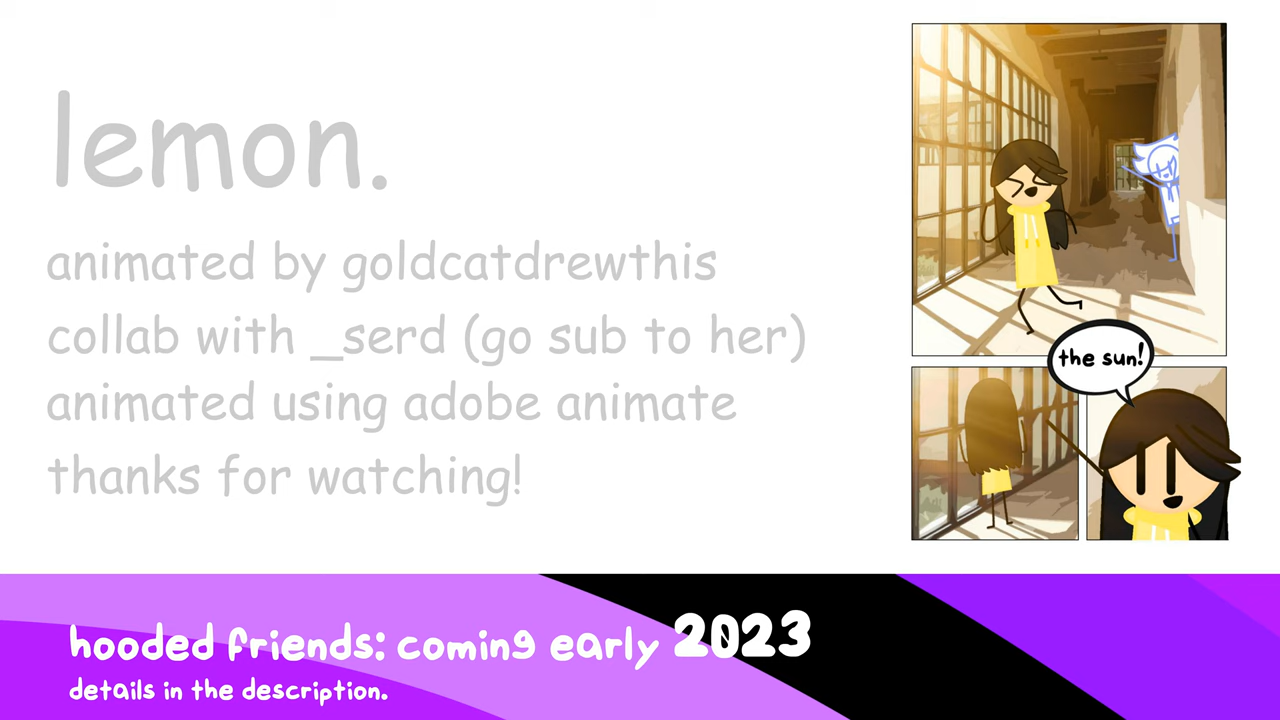 lemon.
animated by goldcatdrewthis
collab with _serd (go sub to her)
animated using adobe animate
thanks for watching!
the sun!
hooded friends: coming early 2023
details in the description.